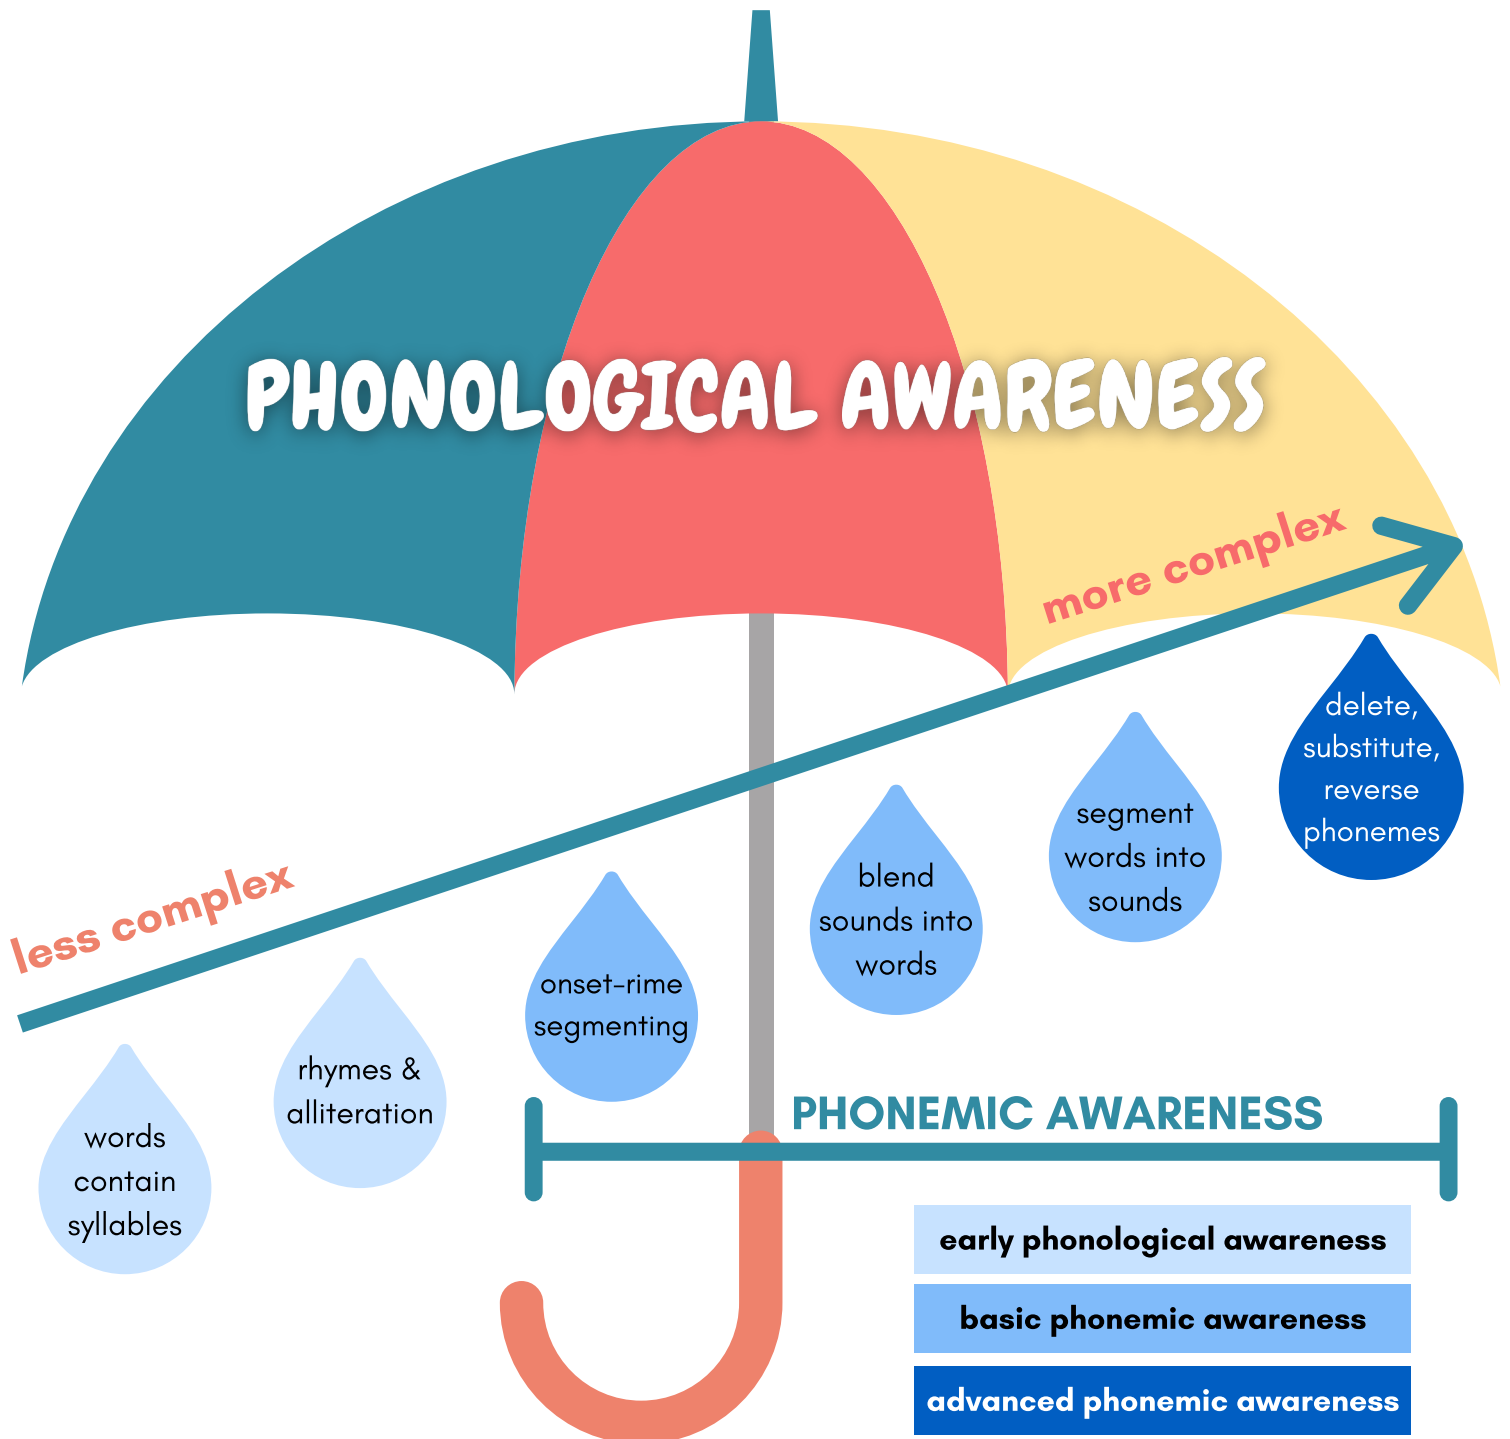 PHONOLOGICAL AWARENESS
more complex
less complex
words
contain
syllables
rhymes &
alliteration
onset-rime
segmenting
blend
sounds into
words
segment
words into
sounds
delete,
substitute,
reverse
phonemes
PHONEMIC AWARENESS
early phonological awareness
basic phonemic awareness
advanced phonemic awareness